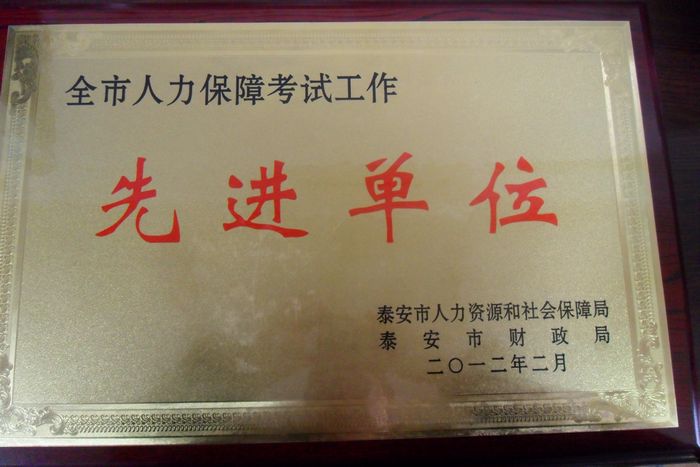 全市人力保障考试工作
先进单位
泰安市人力资源和社会保障局
泰安市财政局
二〇一二年二月